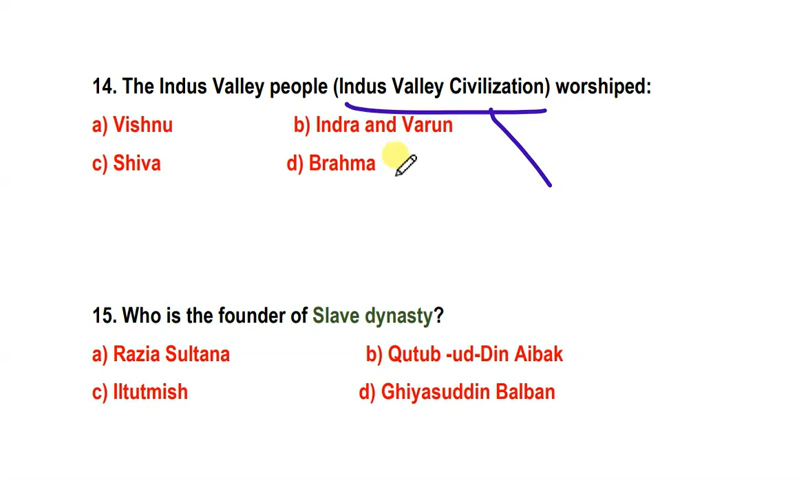 14. The Indus Valley people (Indus Valley Civilization) worshiped:
a) Vishnu b) Indra and Varun
c) Shiva d) Brahma
15. Who is the founder of Slave dynasty?
a) Razia Sultana b) Qutub -ud-Din Aibak
c) Iltutmish d) Ghiyasuddin Balban